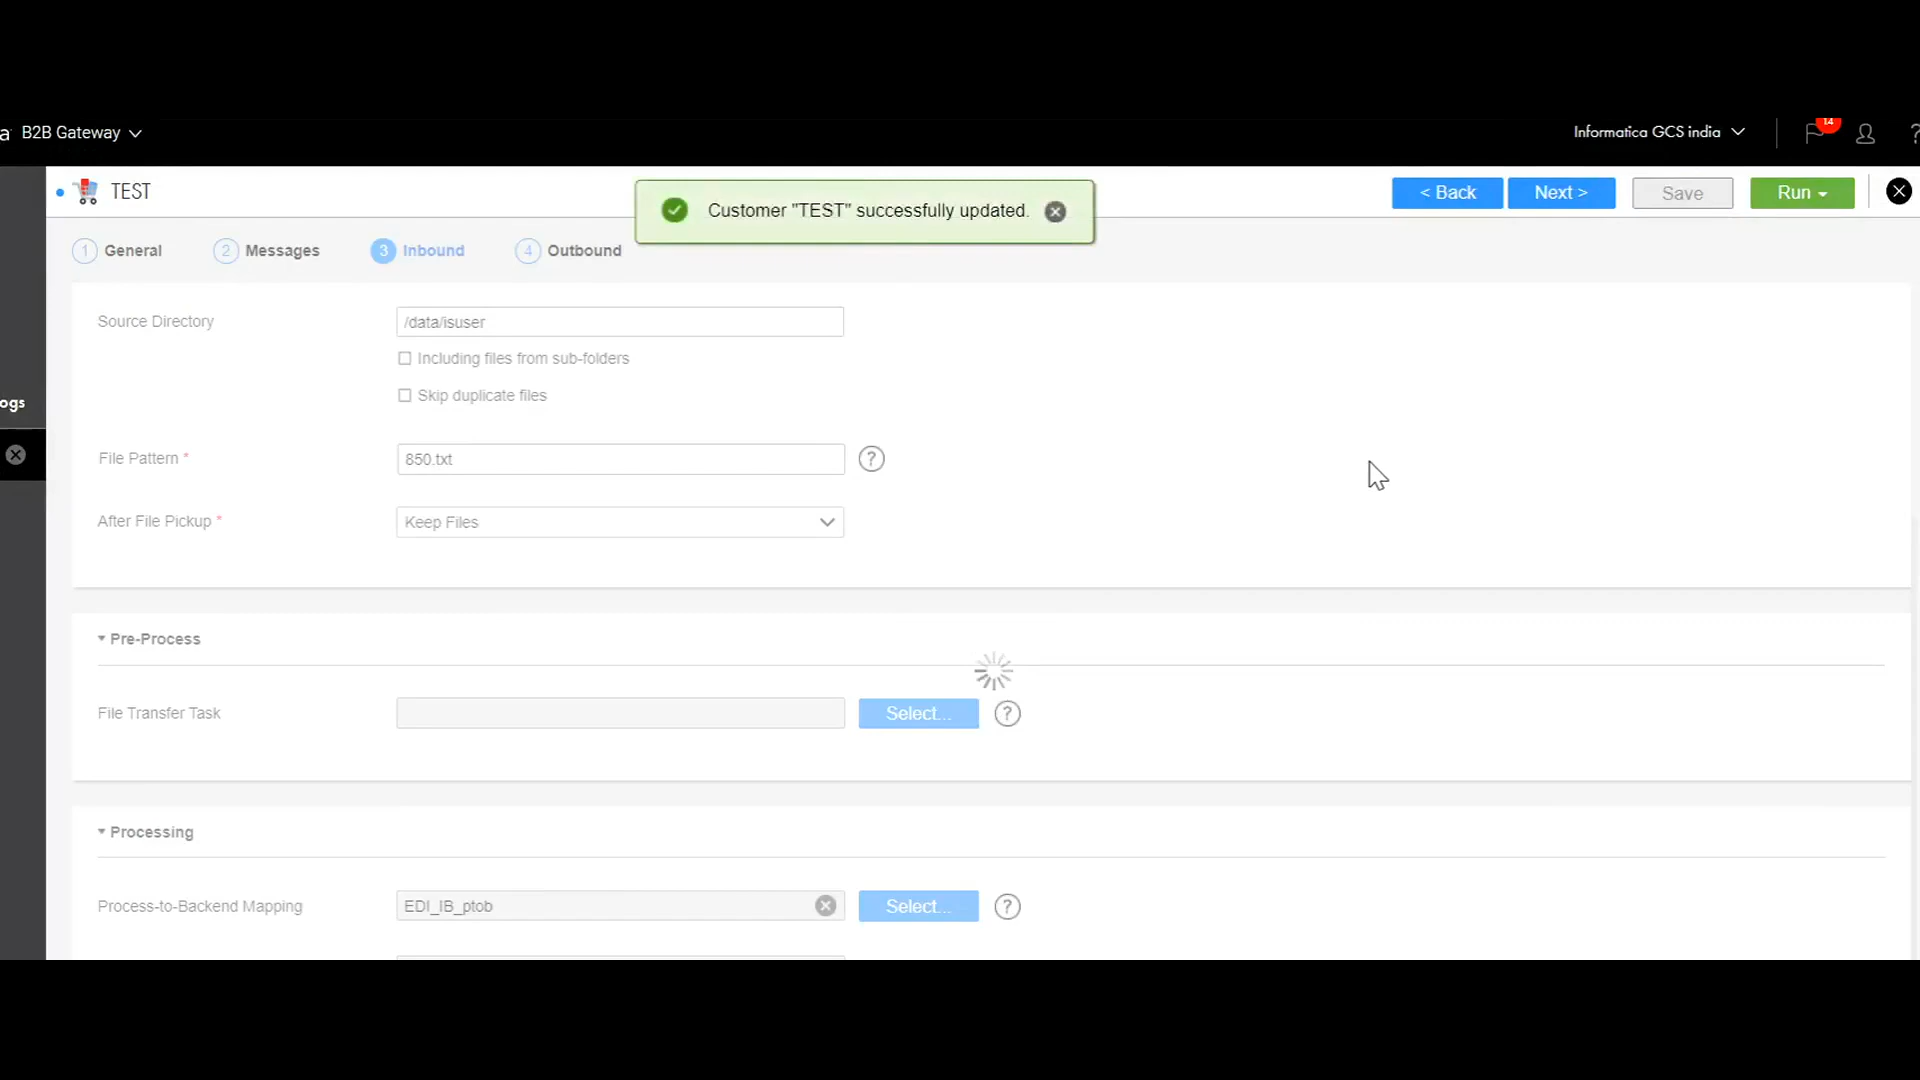 a B2B Gateway
Informatica GCS india
14
?
TEST
Customer "TEST" successfully updated.
< Back
Next >
Save
Run
1 General
2 Messages
3 Inbound
4 Outbound
Source Directory
/data/isuser
Including files from sub-folders
Skip duplicate files
ogs
File Pattern *
850.txt
?
After File Pickup *
Keep Files
Pre-Process
File Transfer Task
Select...
?
Processing
Process-to-Backend Mapping
EDI_IB_ptob
Select...
?